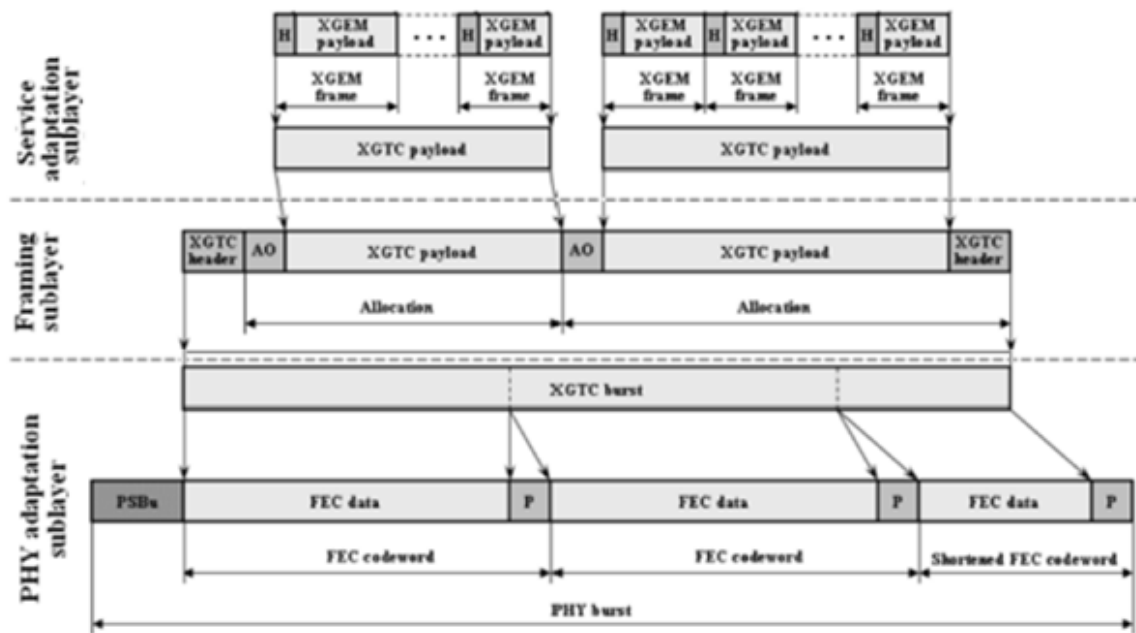 Service
adaptation
sublayer
H
XGEM
payload
...
H
XGEM
payload
H
XGEM
payload
H
XGEM
payload
...
H
XGEM
payload
XGEM
frame
XGEM
frame
XGEM
frame
XGEM
frame
XGEM
frame
XGTC payload
XGTC payload
Framing
sublayer
XGTC
header
AO
XGTC payload
AO
XGTC payload
XGTC
header
Allocation
Allocation
PHY adaptation
sublayer
XGTC burst
PSBu
FEC data
P
FEC data
P
FEC data
P
FEC codeword
FEC codeword
Shortened FEC codeword
PHY burst